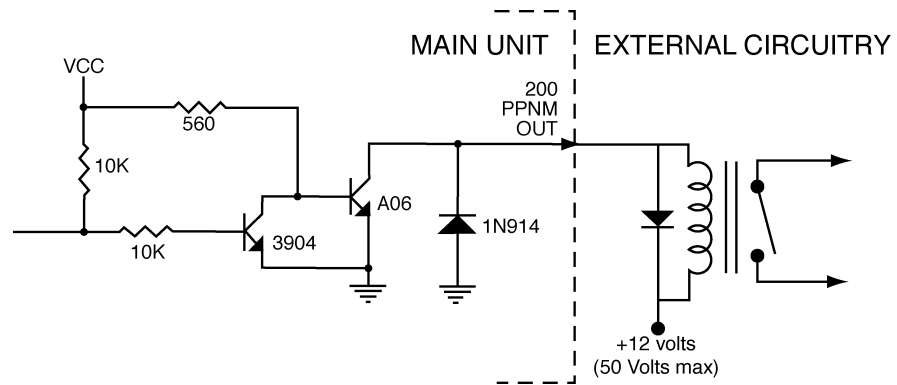 MAIN UNIT
EXTERNAL CIRCUITRY
VCC
200
PPNM
OUT
560
10K
A06
1N914
3904
10K
+12 volts
(50 Volts max)